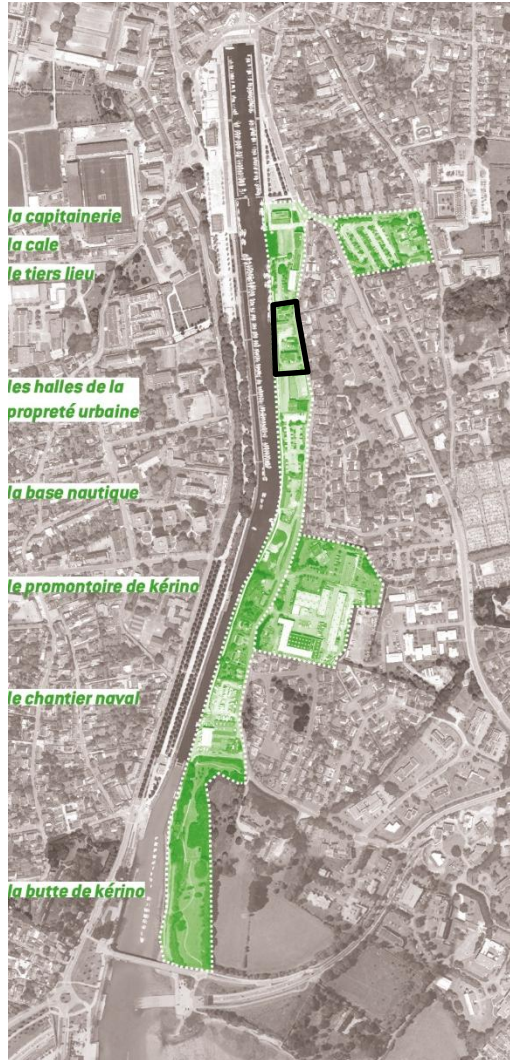 la capitainerie
la cale
le tiers lieu
les halles de la
propreté urbaine
la base nautique
le promontoire de kérino
le chantier naval
la butte de kérino